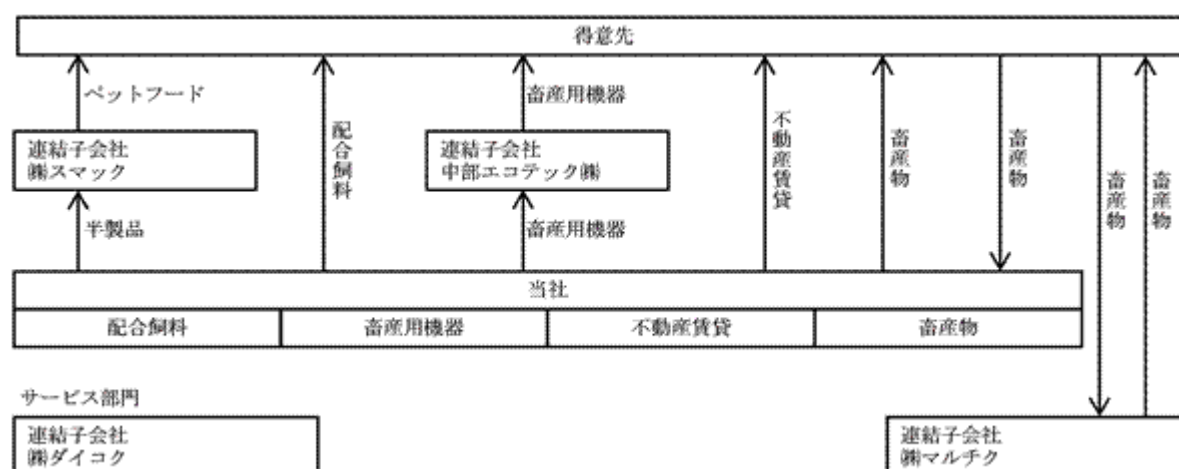 得意先
ペットフード
畜産用機器
配合飼料
不動産賃貸
畜産物
畜産物
畜産物
畜産物
連結子会社
㈱スマック
連結子会社
中部エコテック㈱
半製品
畜産用機器
当社
配合飼料
畜産用機器
不動産賃貸
畜産物
サービス部門
連結子会社
㈱ダイコク
連結子会社
㈱マルチク